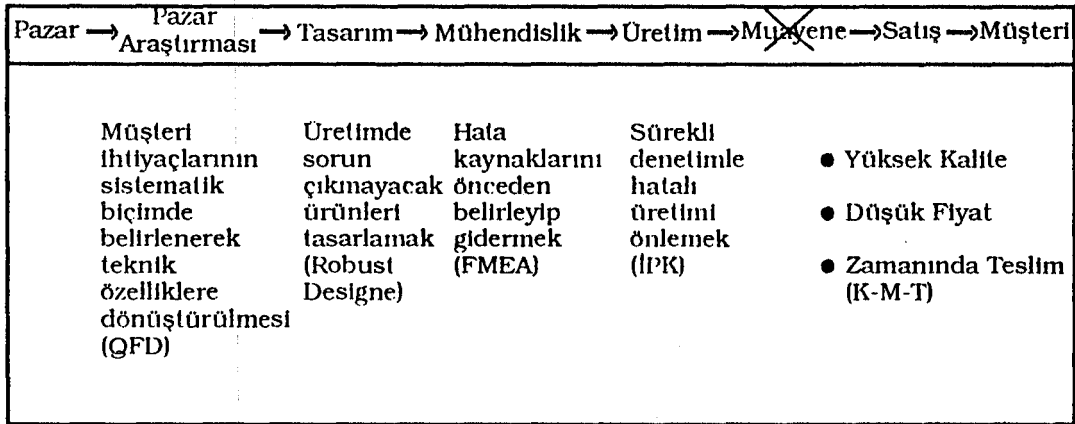 Pazar → Pazar Araştırması → Tasarım → Mühendislik → Üretim → Muayene → Satış → Müşteri
Müşteri
ihtiyaçlarının
sistematik
biçimde
belirlenerek
teknik
özelliklere
dönüştürülmesi
(QFD)
Üretimde
sorun
çıkmayacak
ürünleri
tasarlamak
(Robust
Designe)
Hata
kaynaklarını
önceden
belirleyip
gidermek
(FMEA)
Sürekli
denetimle
hatalı
üretimi
önlemek
(İPK)
● Yüksek Kalite
● Düşük Fiyat
● Zamanında Teslim
(K-M-T)